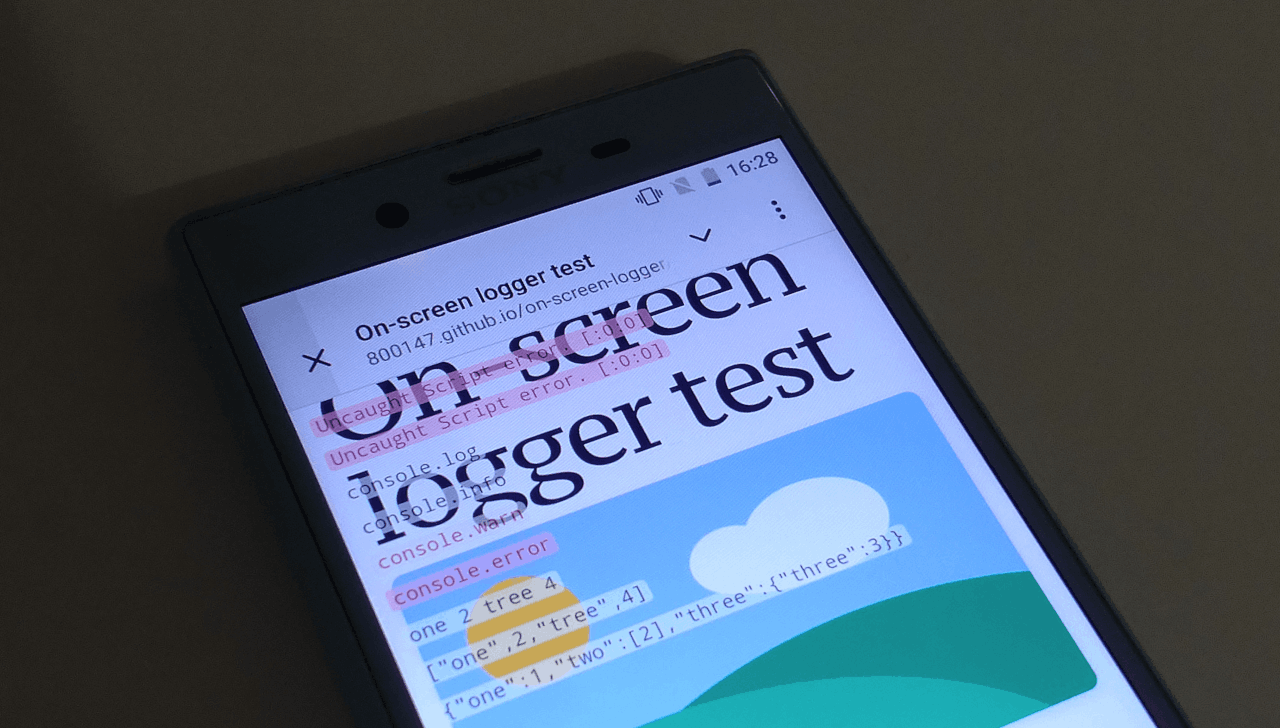 SONY
16:28
On-screen logger test
800147.github.io/on-screen-logger
On-screen
logger test
Uncaught Script error. [:0:0]
Uncaught Script error. [:0:0]
console.log
console.info
console.warn
console.error
one 2 tree 4
["one",2,"tree",4]
{"one":1,"two":[2],"three":{"three":3}}